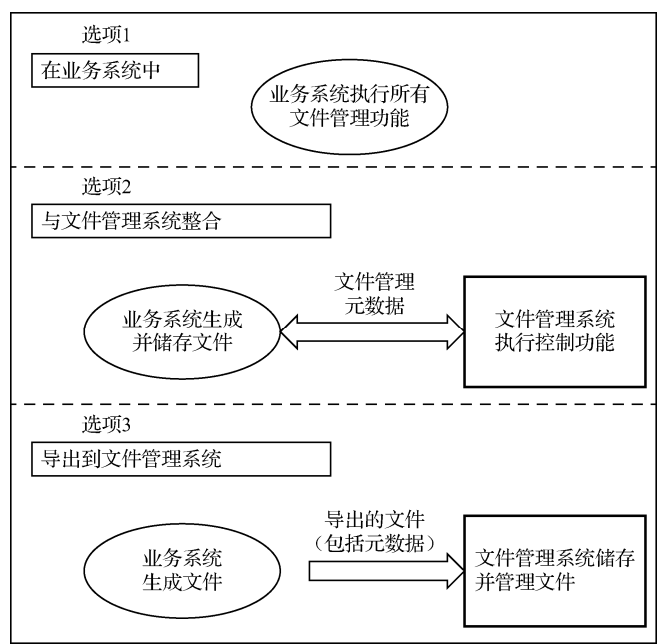 选项1
在业务系统中
业务系统执行所有
文件管理功能
选项2
与文件管理系统整合
业务系统生成
并储存文件
文件管理
元数据
文件管理系统
执行控制功能
选项3
导出到文件管理系统
业务系统
生成文件
导出的文件
（包括元数据）
文件管理系统储存
并管理文件